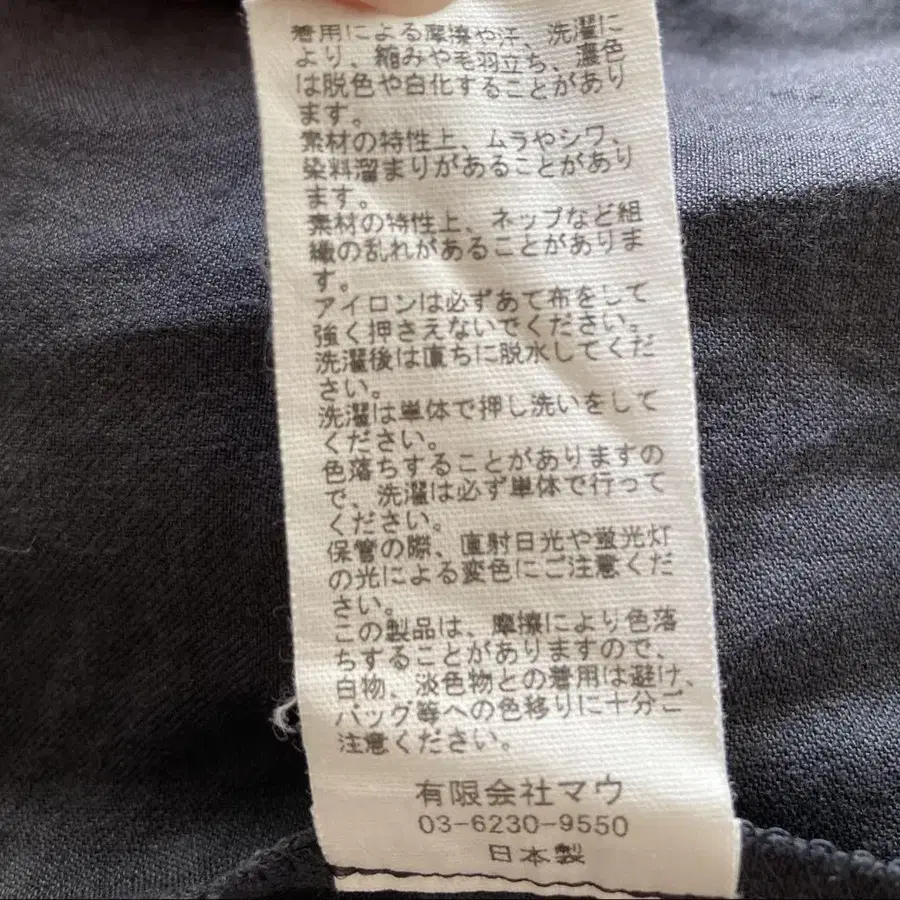 着用による摩擦や汗、洗濯に
より、縮みや毛羽立ち、濃色
は脱色や白化することがあり
ます。
素材の特性上、ムラやシワ、
染料溜まりがあることがあり
ます。
素材の特性上、ネップなど組
織の乱れがあることがありま
す。
アイロンは必ずあて布をして
強く押さえないでください。
洗濯後は直ちに脱水してくだ
さい。
洗濯は単体で押し洗いをして
ください。
色落ちすることがありますの
で、洗濯は必ず単体で行って
ください。
保管の際、直射日光や蛍光灯
の光による変色にご注意くだ
さい。
この製品は、摩擦により色落
ちすることがありますので、
白物、淡色物との着用は避け、
バッグ等への色移りに十分ご
注意ください。
有限会社マウ
03-6230-9550
日本製